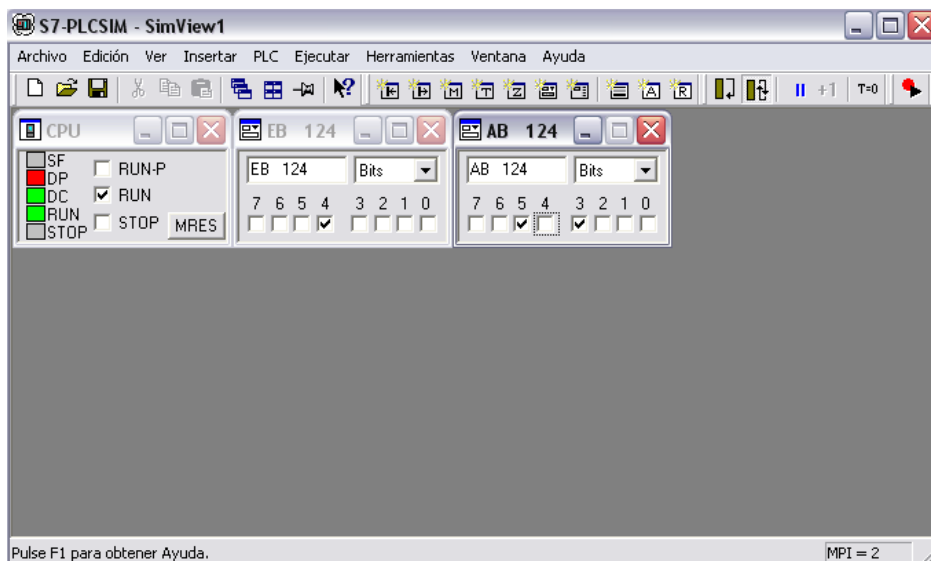 S7-PLCSIM - SimView1
Archivo Edición Ver Insertar PLC Ejecutar Herramientas Ventana Ayuda
+1 T=0
CPU
SF
DP
DC
RUN
STOP
RUN-P
RUN
STOP
MRES
EB 124
EB 124 Bits
7 6 5 4 3 2 1 0
AB 124
AB 124 Bits
7 6 5 4 3 2 1 0
Pulse F1 para obtener Ayuda. MPI = 2